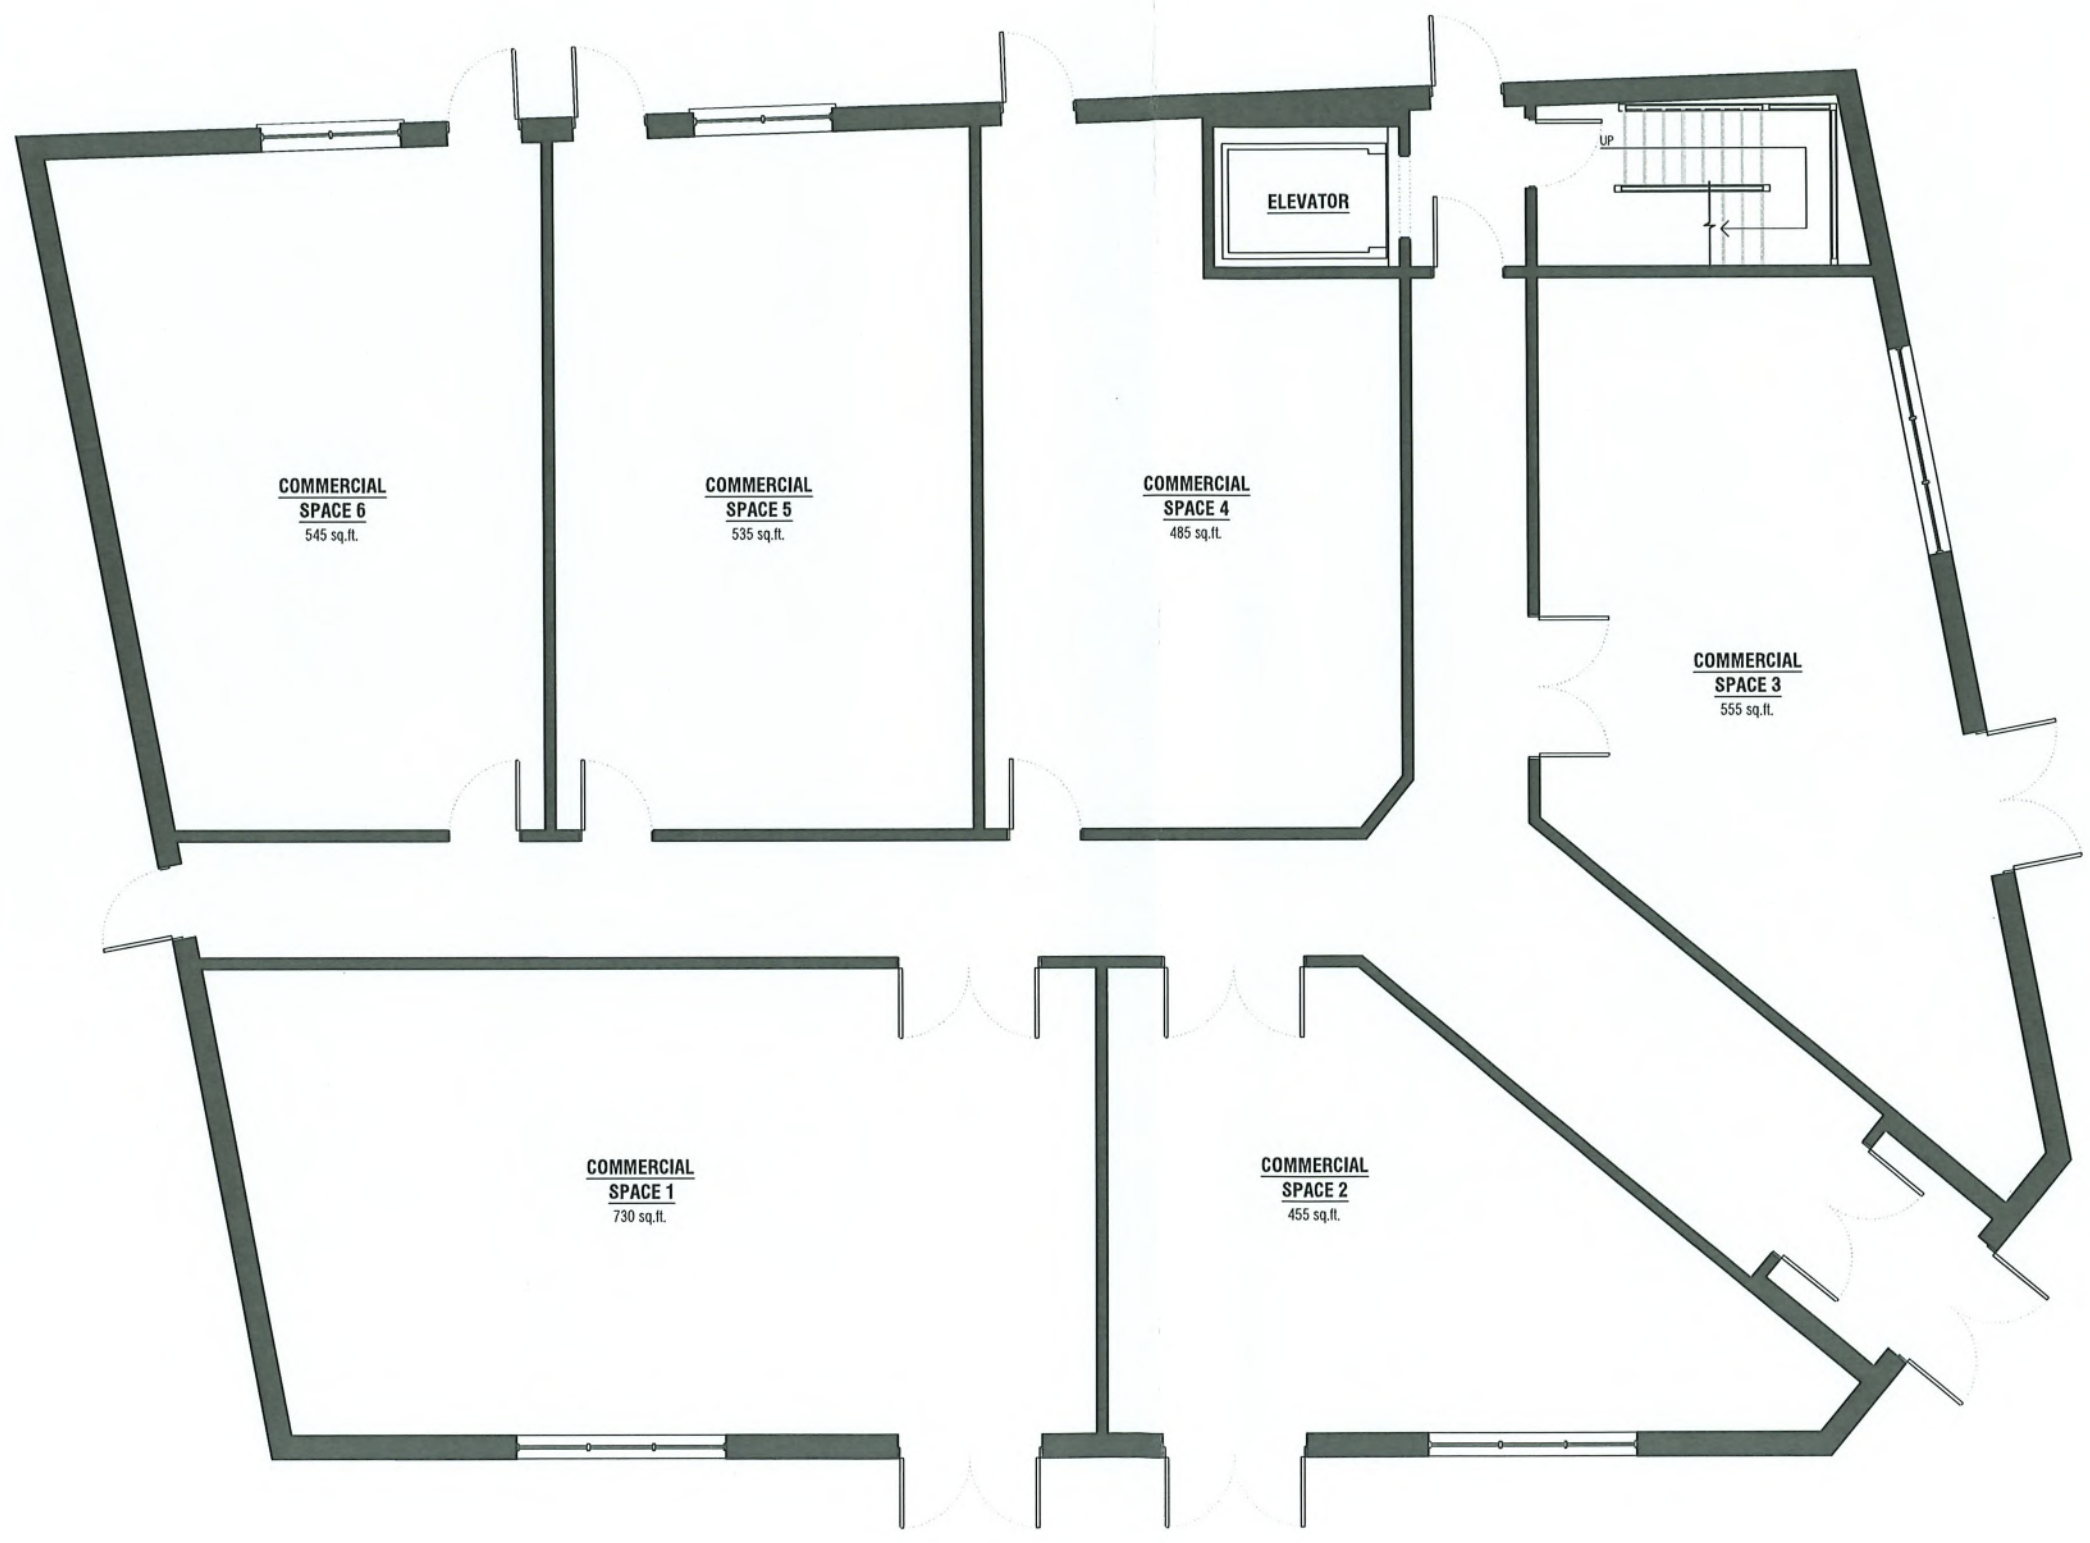 UP
ELEVATOR
COMMERCIAL
SPACE 6
545 sq.ft.
COMMERCIAL
SPACE 5
535 sq.ft.
COMMERCIAL
SPACE 4
485 sq.ft.
COMMERCIAL
SPACE 3
555 sq.ft.
COMMERCIAL
SPACE 1
730 sq.ft.
COMMERCIAL
SPACE 2
455 sq.ft.